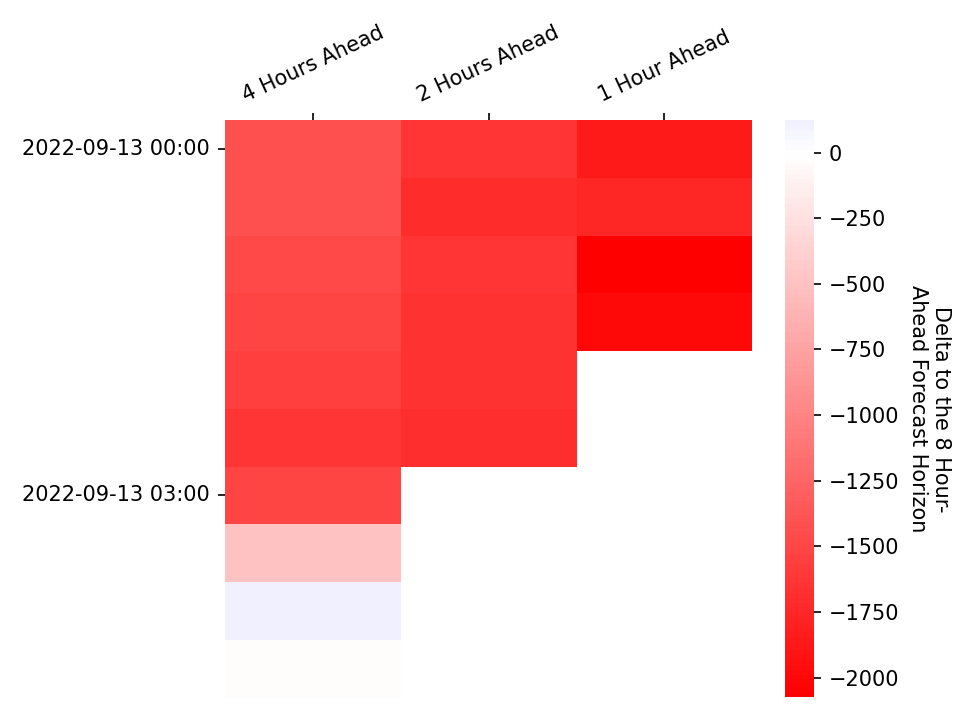 4 Hours Ahead
2 Hours Ahead
1 Hour Ahead
2022-09-13 00:00
2022-09-13 03:00
0
−250
−500
−750
−1000
−1250
−1500
−1750
−2000
Delta to the 8 Hour-
Ahead Forecast Horizon